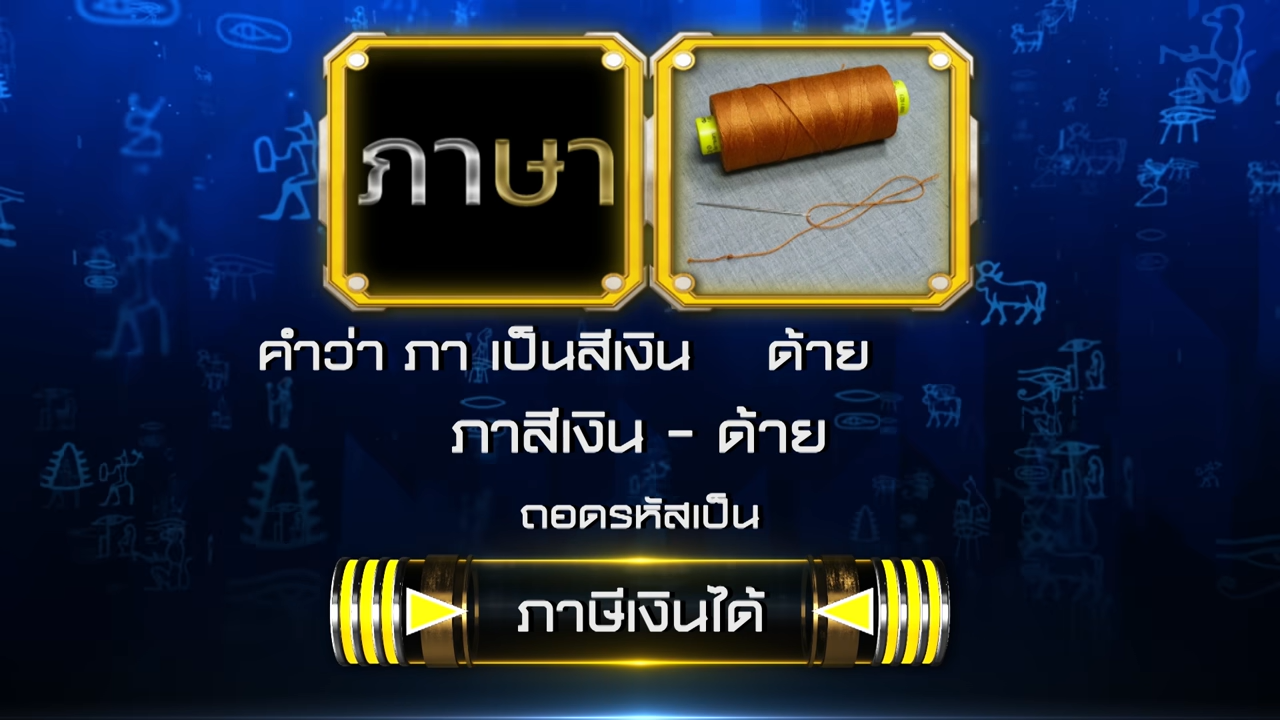 ภาษา
คำว่า ภา เป็นสีเงิน ด้าย
ภาสีเงิน - ด้าย
ถอดรหัสเป็น
ภาษีเงินได้